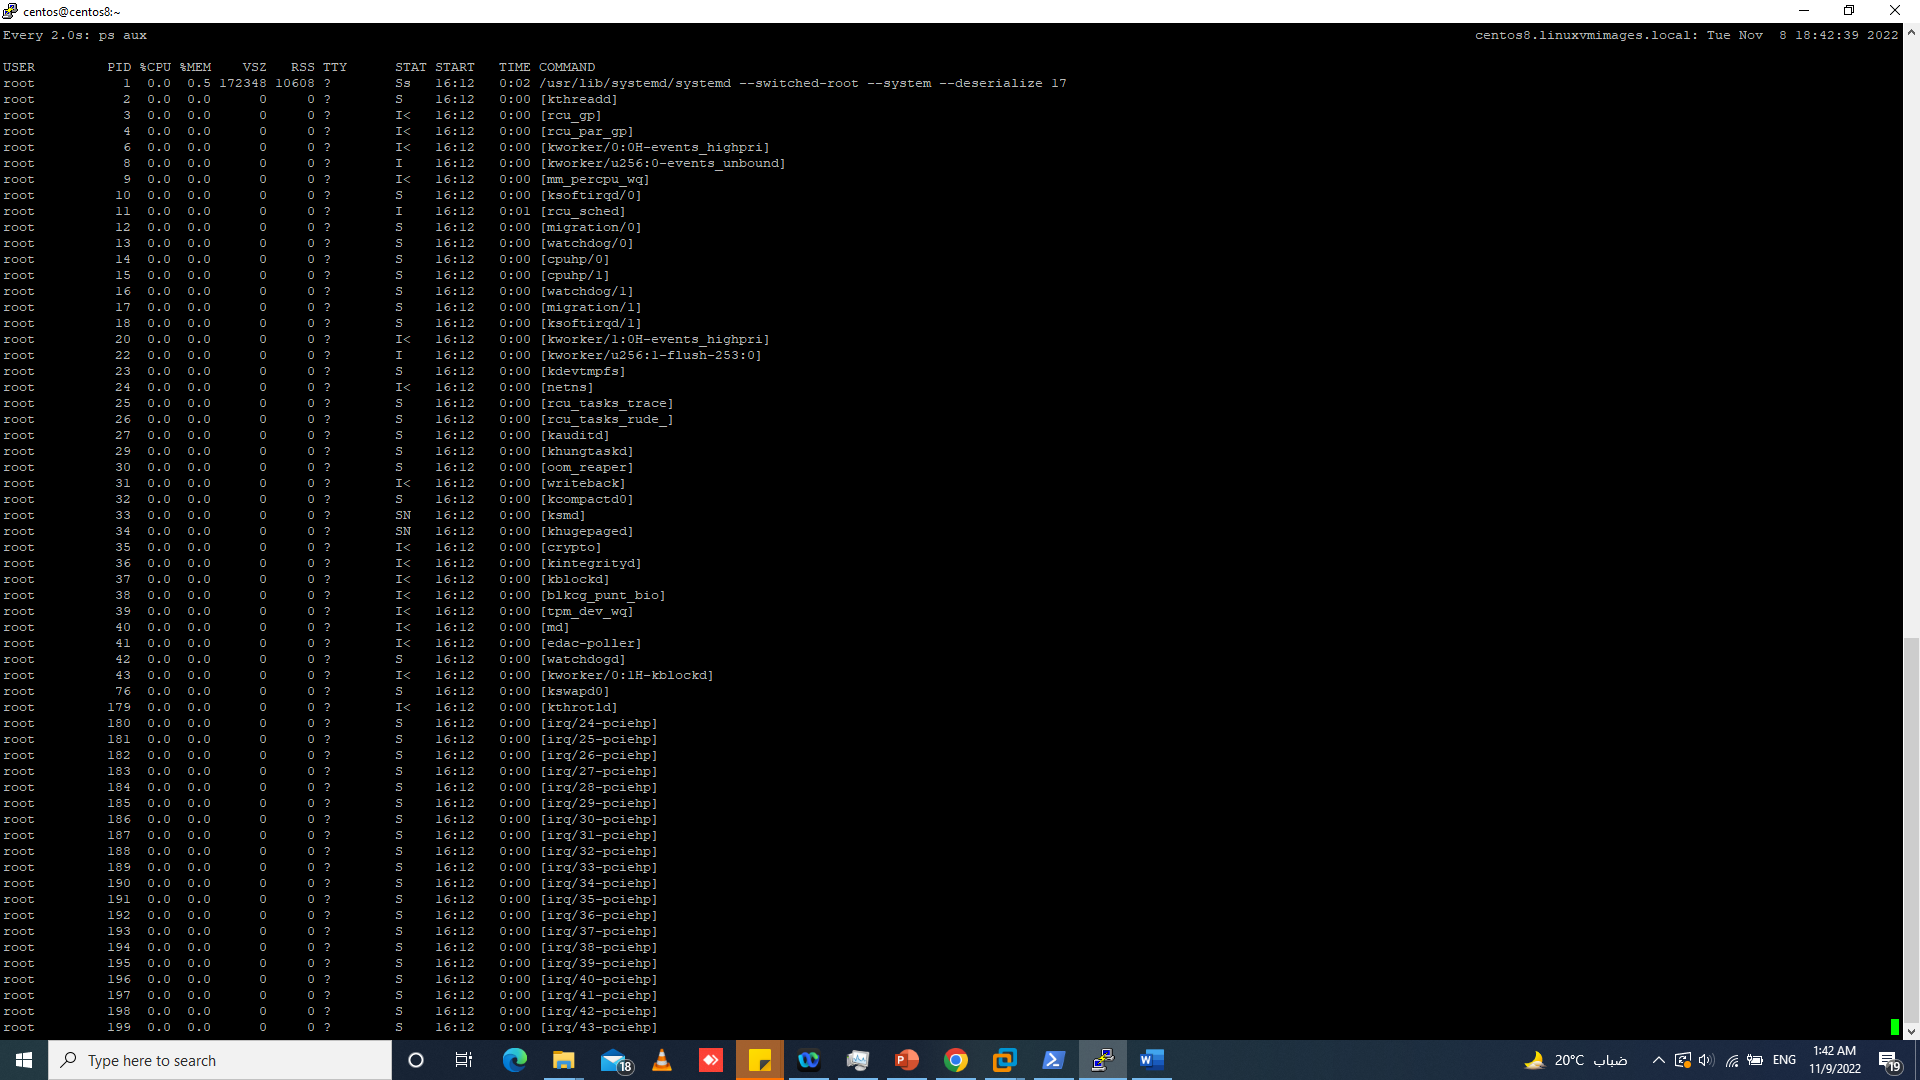 centos@centos8:~
Every 2.0s: ps aux centos8.linuxvmimages.local: Tue Nov 8 18:42:39 2022
USER PID %CPU %MEM VSZ RSS TTY STAT START TIME COMMAND
root 1 0.0 0.5 172348 10608 ? Ss 16:12 0:02 /usr/lib/systemd/systemd --switched-root --system --deserialize 17
root 2 0.0 0.0 0 0 ? S 16:12 0:00 [kthreadd]
root 3 0.0 0.0 0 0 ? I< 16:12 0:00 [rcu_gp]
root 4 0.0 0.0 0 0 ? I< 16:12 0:00 [rcu_par_gp]
root 6 0.0 0.0 0 0 ? I< 16:12 0:00 [kworker/0:0H-events_highpri]
root 8 0.0 0.0 0 0 ? I 16:12 0:00 [kworker/u256:0-events_unbound]
root 9 0.0 0.0 0 0 ? I< 16:12 0:00 [mm_percpu_wq]
root 10 0.0 0.0 0 0 ? S 16:12 0:00 [ksoftirqd/0]
root 11 0.0 0.0 0 0 ? I 16:12 0:01 [rcu_sched]
root 12 0.0 0.0 0 0 ? S 16:12 0:00 [migration/0]
root 13 0.0 0.0 0 0 ? S 16:12 0:00 [watchdog/0]
root 14 0.0 0.0 0 0 ? S 16:12 0:00 [cpuhp/0]
root 15 0.0 0.0 0 0 ? S 16:12 0:00 [cpuhp/1]
root 16 0.0 0.0 0 0 ? S 16:12 0:00 [watchdog/1]
root 17 0.0 0.0 0 0 ? S 16:12 0:00 [migration/1]
root 18 0.0 0.0 0 0 ? S 16:12 0:00 [ksoftirqd/1]
root 20 0.0 0.0 0 0 ? I< 16:12 0:00 [kworker/1:0H-events_highpri]
root 22 0.0 0.0 0 0 ? I 16:12 0:00 [kworker/u256:1-flush-253:0]
root 23 0.0 0.0 0 0 ? S 16:12 0:00 [kdevtmpfs]
root 24 0.0 0.0 0 0 ? I< 16:12 0:00 [netns]
root 25 0.0 0.0 0 0 ? S 16:12 0:00 [rcu_tasks_trace]
root 26 0.0 0.0 0 0 ? S 16:12 0:00 [rcu_tasks_rude_]
root 27 0.0 0.0 0 0 ? S 16:12 0:00 [kauditd]
root 29 0.0 0.0 0 0 ? S 16:12 0:00 [khungtaskd]
root 30 0.0 0.0 0 0 ? S 16:12 0:00 [oom_reaper]
root 31 0.0 0.0 0 0 ? I< 16:12 0:00 [writeback]
root 32 0.0 0.0 0 0 ? S 16:12 0:00 [kcompactd0]
root 33 0.0 0.0 0 0 ? SN 16:12 0:00 [ksmd]
root 34 0.0 0.0 0 0 ? SN 16:12 0:00 [khugepaged]
root 35 0.0 0.0 0 0 ? I< 16:12 0:00 [crypto]
root 36 0.0 0.0 0 0 ? I< 16:12 0:00 [kintegrityd]
root 37 0.0 0.0 0 0 ? I< 16:12 0:00 [kblockd]
root 38 0.0 0.0 0 0 ? I< 16:12 0:00 [blkcg_punt_bio]
root 39 0.0 0.0 0 0 ? I< 16:12 0:00 [tpm_dev_wq]
root 40 0.0 0.0 0 0 ? I< 16:12 0:00 [md]
root 41 0.0 0.0 0 0 ? I< 16:12 0:00 [edac-poller]
root 42 0.0 0.0 0 0 ? S 16:12 0:00 [watchdogd]
root 43 0.0 0.0 0 0 ? I< 16:12 0:00 [kworker/0:1H-kblockd]
root 76 0.0 0.0 0 0 ? S 16:12 0:00 [kswapd0]
root 179 0.0 0.0 0 0 ? I< 16:12 0:00 [kthrotld]
root 180 0.0 0.0 0 0 ? S 16:12 0:00 [irq/24-pciehp]
root 181 0.0 0.0 0 0 ? S 16:12 0:00 [irq/25-pciehp]
root 182 0.0 0.0 0 0 ? S 16:12 0:00 [irq/26-pciehp]
root 183 0.0 0.0 0 0 ? S 16:12 0:00 [irq/27-pciehp]
root 184 0.0 0.0 0 0 ? S 16:12 0:00 [irq/28-pciehp]
root 185 0.0 0.0 0 0 ? S 16:12 0:00 [irq/29-pciehp]
root 186 0.0 0.0 0 0 ? S 16:12 0:00 [irq/30-pciehp]
root 187 0.0 0.0 0 0 ? S 16:12 0:00 [irq/31-pciehp]
root 188 0.0 0.0 0 0 ? S 16:12 0:00 [irq/32-pciehp]
root 189 0.0 0.0 0 0 ? S 16:12 0:00 [irq/33-pciehp]
root 190 0.0 0.0 0 0 ? S 16:12 0:00 [irq/34-pciehp]
root 191 0.0 0.0 0 0 ? S 16:12 0:00 [irq/35-pciehp]
root 192 0.0 0.0 0 0 ? S 16:12 0:00 [irq/36-pciehp]
root 193 0.0 0.0 0 0 ? S 16:12 0:00 [irq/37-pciehp]
root 194 0.0 0.0 0 0 ? S 16:12 0:00 [irq/38-pciehp]
root 195 0.0 0.0 0 0 ? S 16:12 0:00 [irq/39-pciehp]
root 196 0.0 0.0 0 0 ? S 16:12 0:00 [irq/40-pciehp]
root 197 0.0 0.0 0 0 ? S 16:12 0:00 [irq/41-pciehp]
root 198 0.0 0.0 0 0 ? S 16:12 0:00 [irq/42-pciehp]
root 199 0.0 0.0 0 0 ? S 16:12 0:00 [irq/43-pciehp]
Type here to search 18 20°C ضباب ENG 1:42 AM 19
11/9/2022